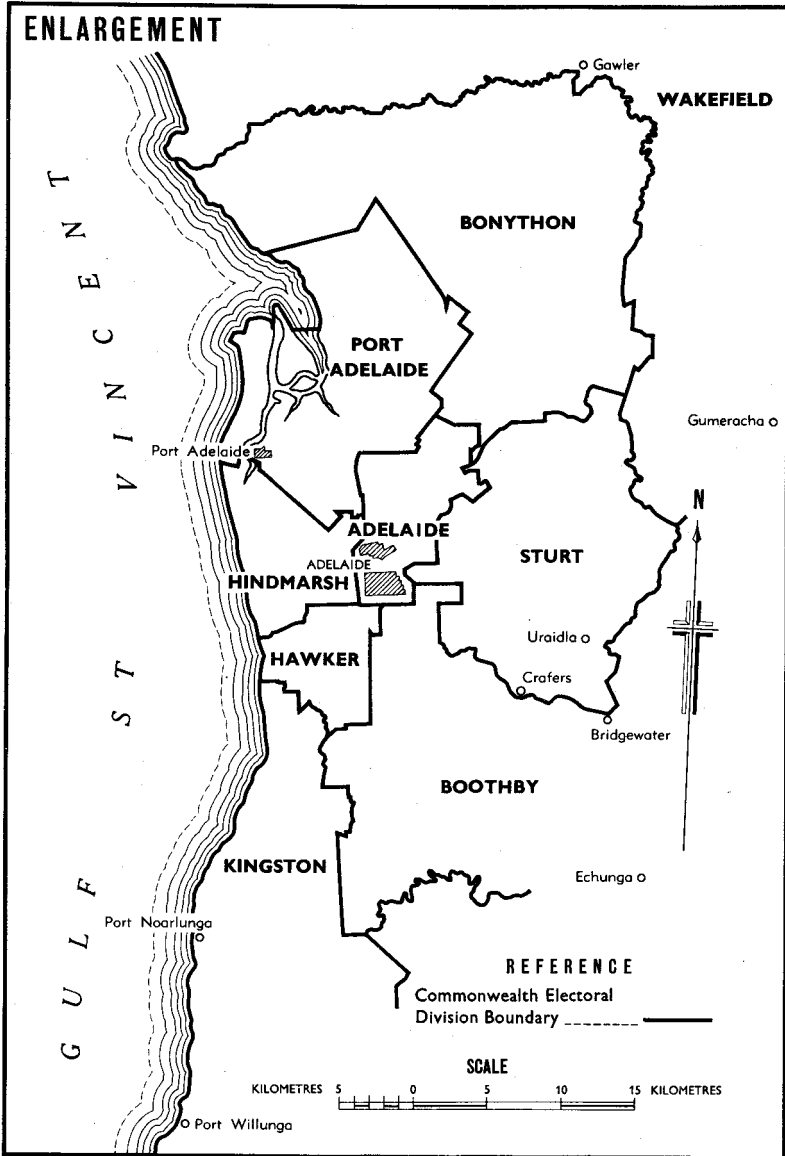 ENLARGEMENT
Gawler
WAKEFIELD
BONYTHON
PORT
ADELAIDE
Gumeracha
Port Adelaide
N
ADELAIDE
ADELAIDE
STURT
HINDMARSH
Uraidla
HAWKER
Crafers
Bridgewater
BOOTHBY
KINGSTON
Echunga
Port Noarlunga
GULF ST VINCENT
REFERENCE
Commonwealth Electoral
Division Boundary
SCALE
KILOMETRES 5 0 5 10 15 KILOMETRES
Port Willunga